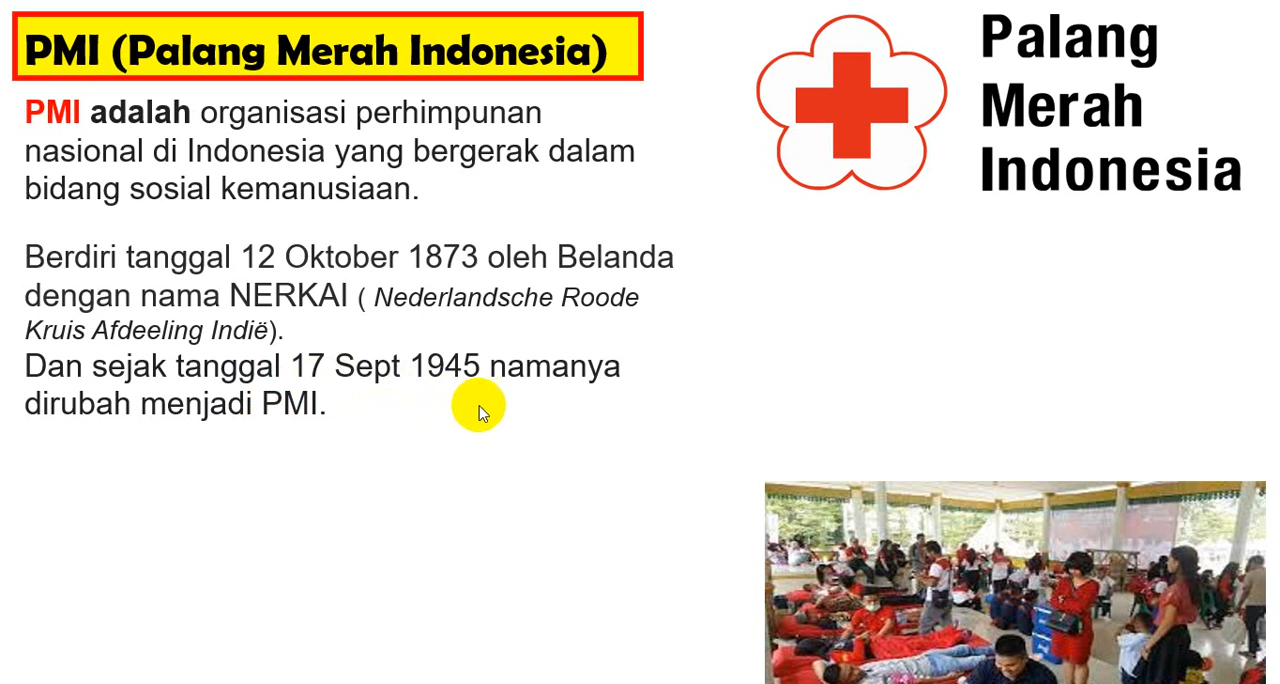 PMI (Palang Merah Indonesia)
PMI adalah organisasi perhimpunan
nasional di Indonesia yang bergerak dalam
bidang sosial kemanusiaan.
Berdiri tanggal 12 Oktober 1873 oleh Belanda
dengan nama NERKAI ( Nederlandsche Roode
Kruis Afdeeling Indië).
Dan sejak tanggal 17 Sept 1945 namanya
dirubah menjadi PMI.
Palang
Merah
Indonesia